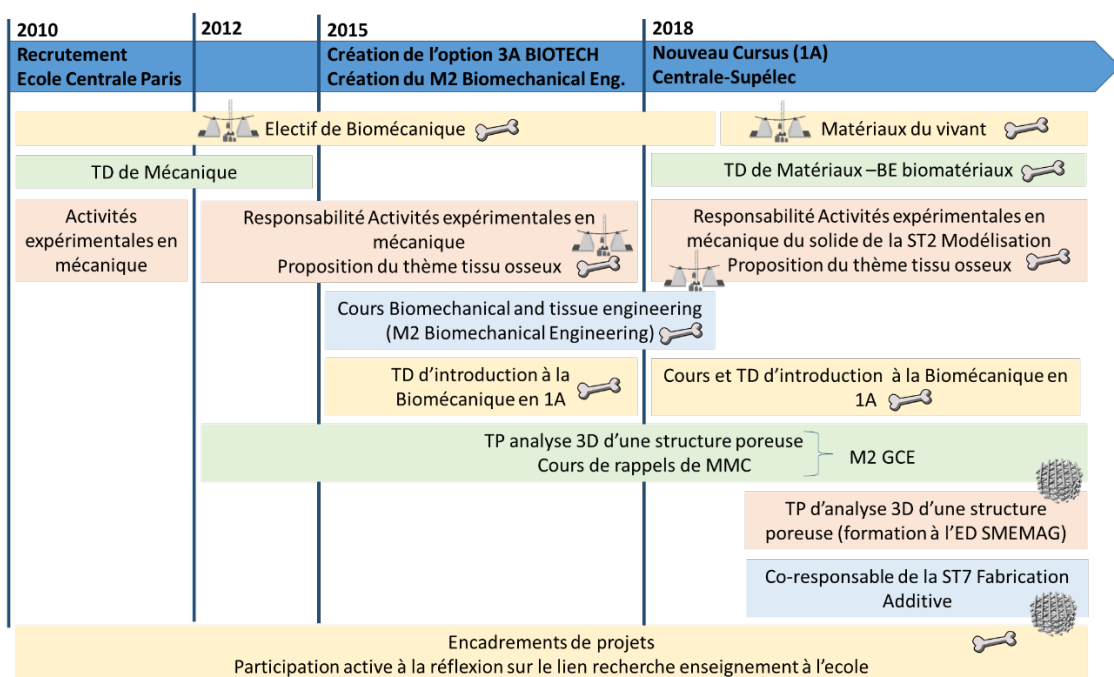 2010
2012
2015
2018
Recrutement
Ecole Centrale Paris
Création de l'option 3A BIOTECH
Création du M2 Biomechanical Eng.
Nouveau Cursus (1A)
Centrale-Supélec
Electif de Biomécanique
Matériaux du vivant
TD de Mécanique
TD de Matériaux –BE biomatériaux
Activités
expérimentales en
mécanique
Responsabilité Activités expérimentales en
mécanique
Proposition du thème tissu osseux
Responsabilité Activités expérimentales en
mécanique du solide de la ST2 Modélisation
Proposition du thème tissu osseux
Cours Biomechanical and tissue engineering
(M2 Biomechanical Engineering)
TD d'introduction à la
Biomécanique en 1A
Cours et TD d'introduction à la Biomécanique en
1A
TP analyse 3D d'une structure poreuse
Cours de rappels de MMC
M2 GCE
TP d'analyse 3D d'une structure
poreuse (formation à l'ED SMEMAG)
Co-responsable de la ST7 Fabrication
Additive
Encadrements de projets
Participation active à la réflexion sur le lien recherche enseignement à l'ecole